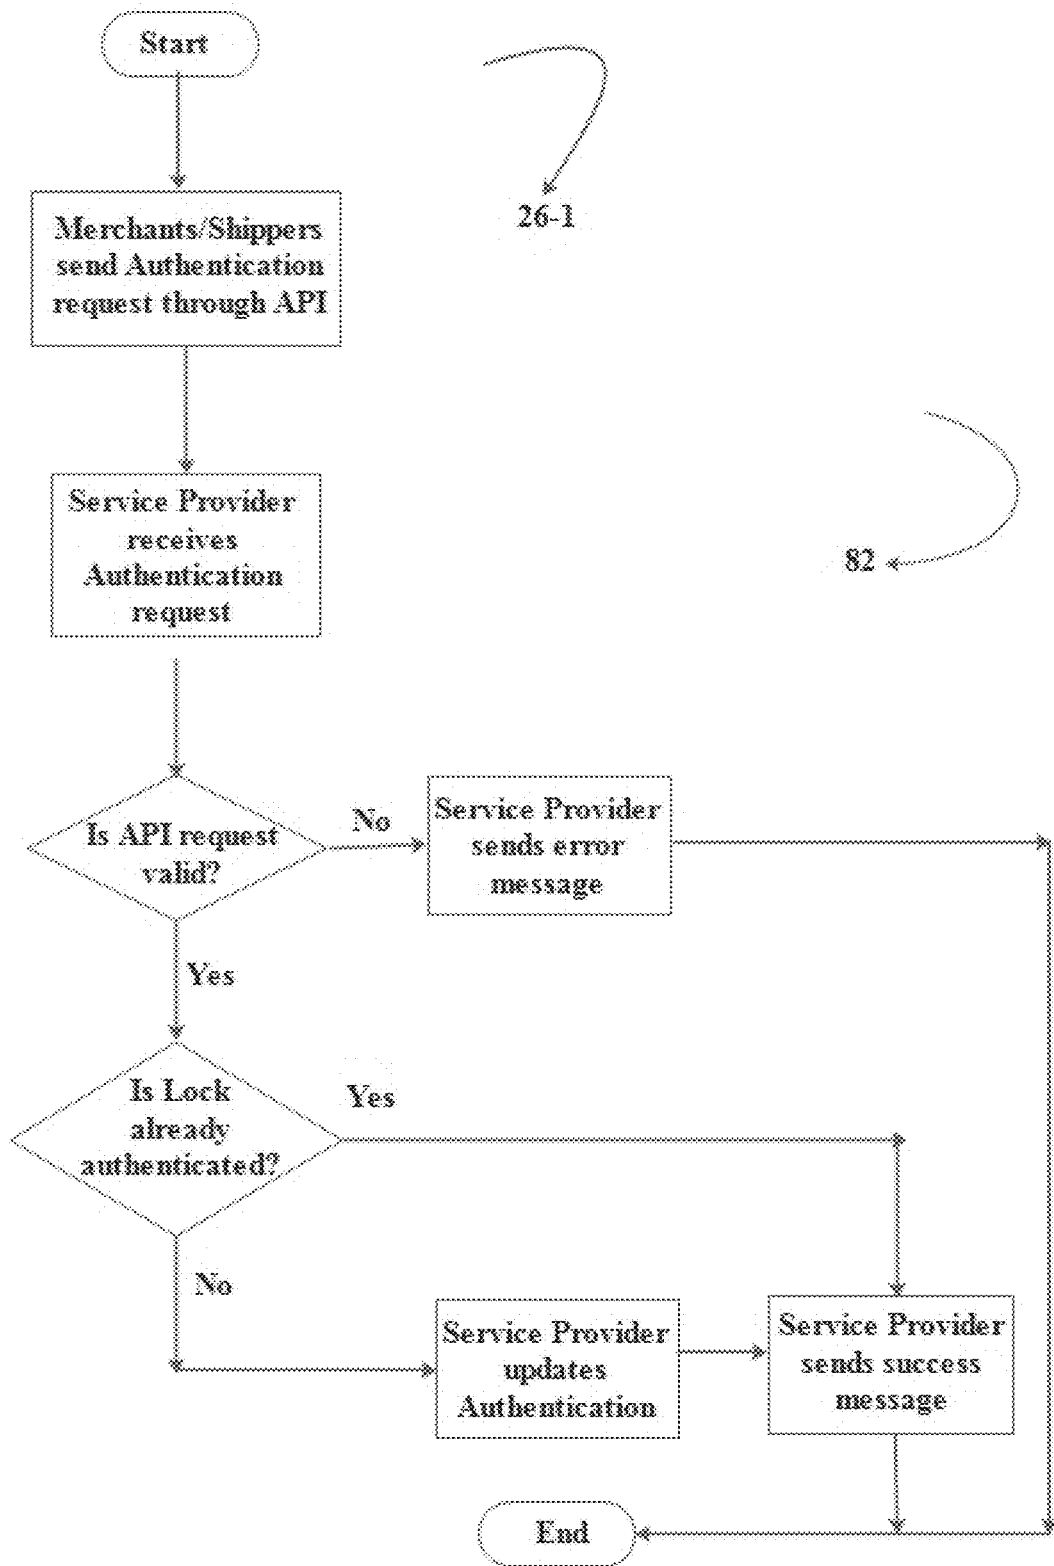 Start
26-1
Merchants/Shippers
send Authentication
request through API
Service Provider
receives
Authentication
request
82
Is API request
valid?
No
Service Provider
sends error
message
Yes
Is Lock
already
authenticated?
Yes
No
Service Provider
updates
Authentication
Service Provider
sends success
message
End